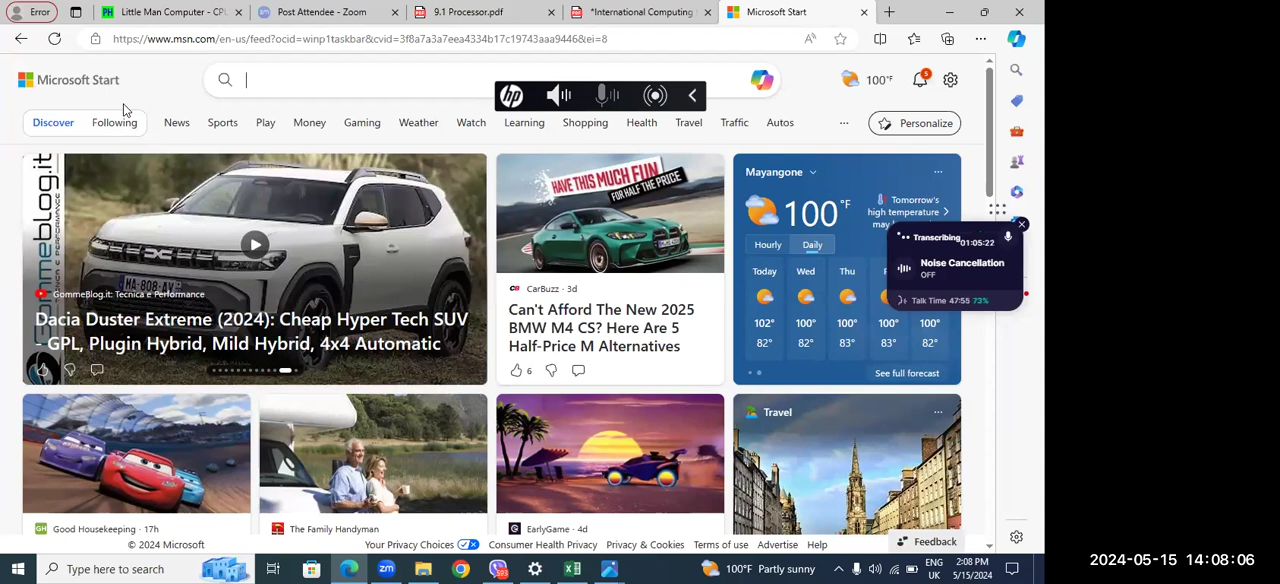 Error
Little Man Computer - CPU
Post Attendee - Zoom
9.1 Processor.pdf
*International Computing
Microsoft Start
https://www.msn.com/en-us/feed?ocid=winp1taskbar&cvid=3f8a7a3a7eea4334b17c19743aaa9446&ei=8
Microsoft Start
hp
100°F
5
Discover
Following
News
Sports
Play
Money
Gaming
Weather
Watch
Learning
Shopping
Health
Travel
Traffic
Autos
Personalize
gommeblog.it
HAVE THIS MUCH FUN
FOR HALF THE PRICE
GommeBlog.it: Tecnica e Performance
Dacia Duster Extreme (2024): Cheap Hyper Tech SUV
- GPL, Plugin Hybrid, Mild Hybrid, 4x4 Automatic
CarBuzz · 3d
Can't Afford The New 2025
BMW M4 CS? Here Are 5
Half-Price M Alternatives
6
Mayangone
100 °F
Tomorrow's
high temperature
may
Hourly
Daily
Today
Wed
Thu
102°
100°
100°
100°
100°
82°
82°
83°
83°
82°
See full forecast
Transcribing
01:05:22
Noise Cancellation
OFF
Talk Time 47:55 73%
Travel
Good Housekeeping · 17h
The Family Handyman
EarlyGame · 4d
© 2024 Microsoft
Your Privacy Choices
Consumer Health Privacy
Privacy & Cookies
Terms of use
Advertise
Help
Feedback
Type here to search
100°F Partly sunny
ENG
UK
2:08 PM
5/15/2024
2024-05-15 14:08:06